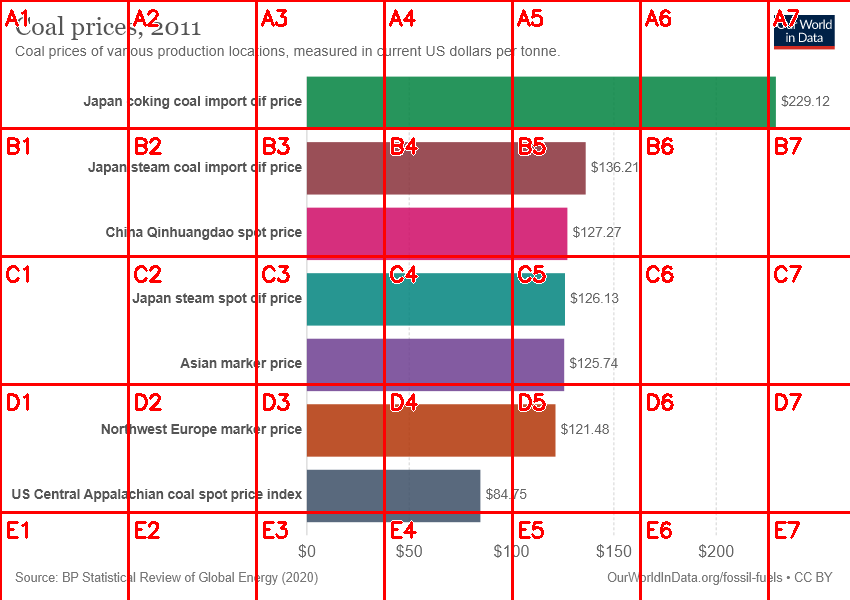 Coal prices, 2011
Our World
in Data
Coal prices of various production locations, measured in current US dollars per tonne.
Japan coking coal import cif price $229.12
Japan steam coal import cif price $136.21
China Qinhuangdao spot price $127.27
Japan steam spot cif price $126.13
Asian marker price $125.74
Northwest Europe marker price $121.48
US Central Appalachian coal spot price index $84.75
$0 $50 $100 $150 $200
Source: BP Statistical Review of Global Energy (2020) OurWorldInData.org/fossil-fuels • CC BY
A1 A2 A3 A4 A5 A6 A7
B1 B2 B3 B4 B5 B6 B7
C1 C2 C3 C4 C5 C6 C7
D1 D2 D3 D4 D5 D6 D7
E1 E2 E3 E4 E5 E6 E7